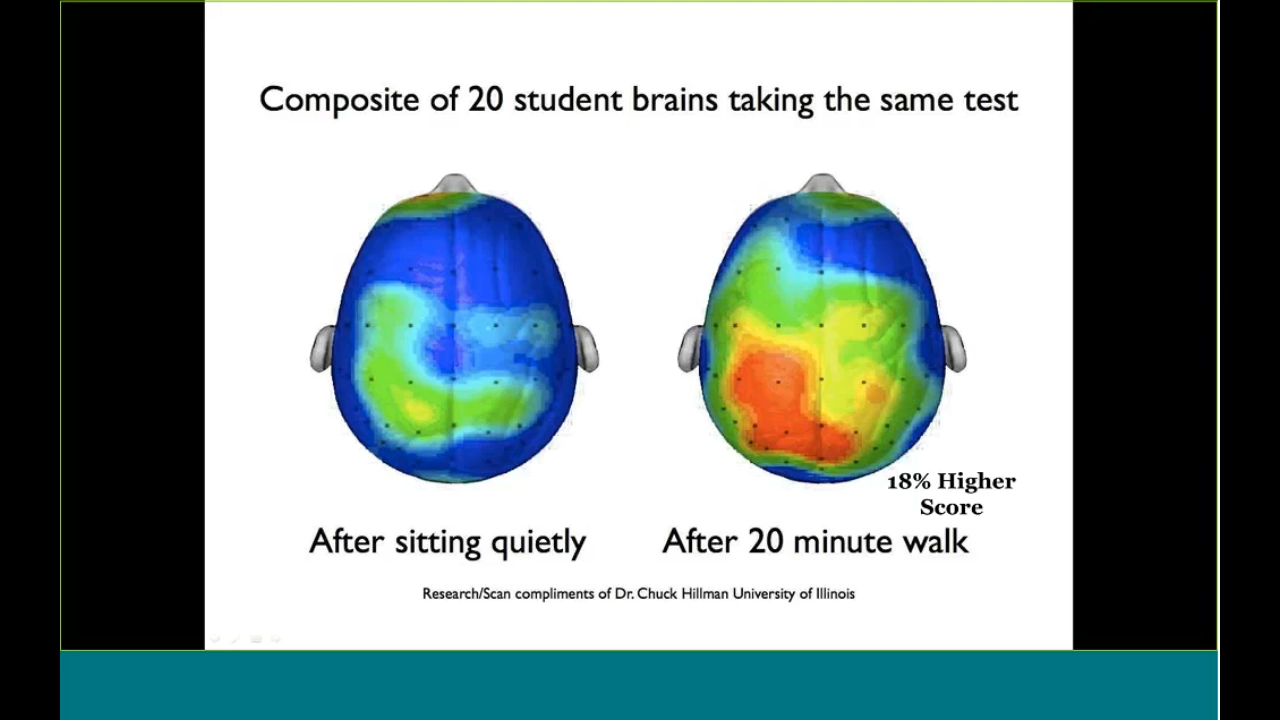 Composite of 20 student brains taking the same test
18% Higher
Score
After sitting quietly
After 20 minute walk
Research/Scan compliments of Dr. Chuck Hillman University of Illinois